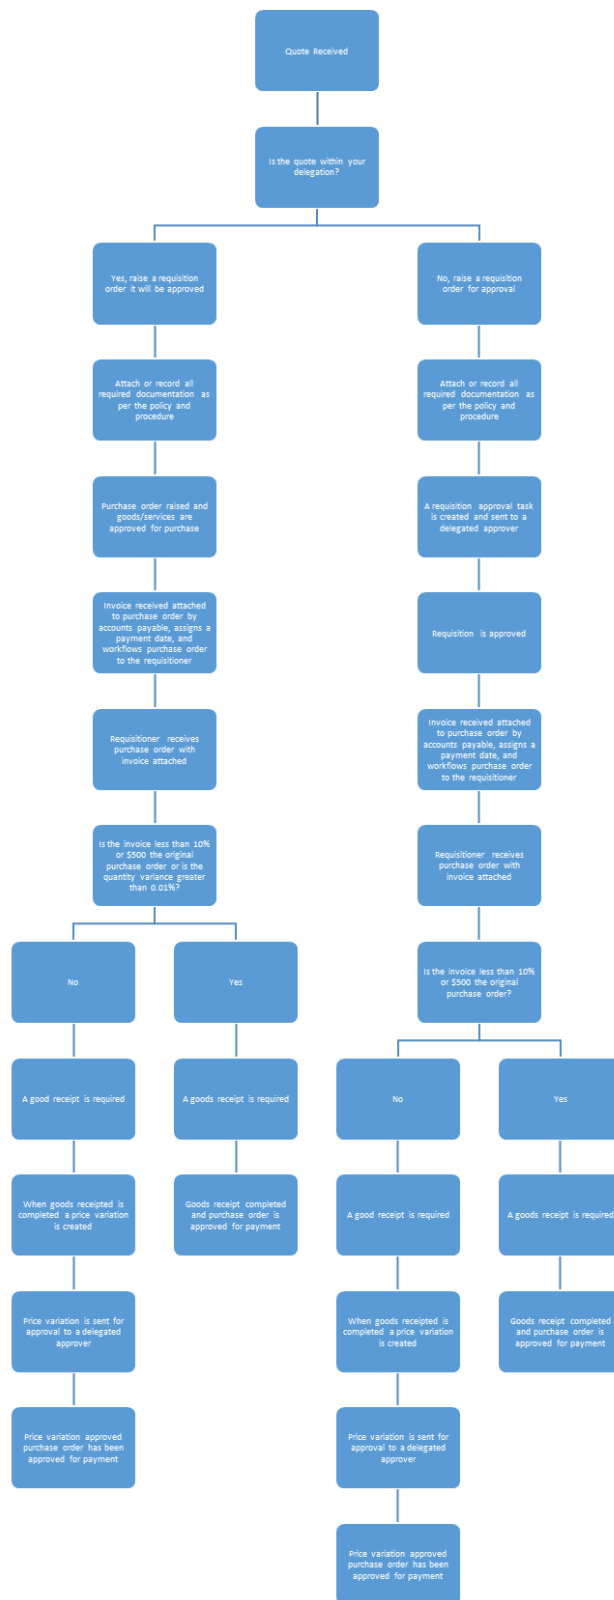 Quote Received
Is the quote within your
delegation?
Yes, raise a requisition
order it will be approved
No, raise a requisition
order for approval
Attach or record all
required documentation as
per the policy and
procedure
Attach or record all
required documentation as
per the policy and
procedure
Purchase order raised and
goods/services are
approved for purchase
A requisition approval task
is created and sent to a
delegated approver
Invoice received attached
to purchase order by
accounts payable, assigns a
payment date, and
workflows purchase order
to the requisitioner
Requisition is approved
Requisitioner receives
purchase order with
invoice attached
Invoice received attached
to purchase order by
accounts payable, assigns a
payment date, and
workflows purchase order
to the requisitioner
Is the invoice less than 10%
or $500 the original
purchase order or is the
quantity variance greater
than 0.01%?
Requisitioner receives
purchase order with
invoice attached
No
Yes
Is the invoice less than 10%
or $500 the original
purchase order?
A good receipt is required
A goods receipt is required
No
Yes
When goods receipted is
completed a price variation
is created
Goods receipt completed
and purchase order is
approved for payment
A good receipt is required
A goods receipt is required
Price variation is sent for
approval to a delegated
approver
When goods receipted is
completed a price variation
is created
Goods receipt completed
and purchase order is
approved for payment
Price variation approved
purchase order has been
approved for payment
Price variation is sent for
approval to a delegated
approver
Price variation approved
purchase order has been
approved for payment